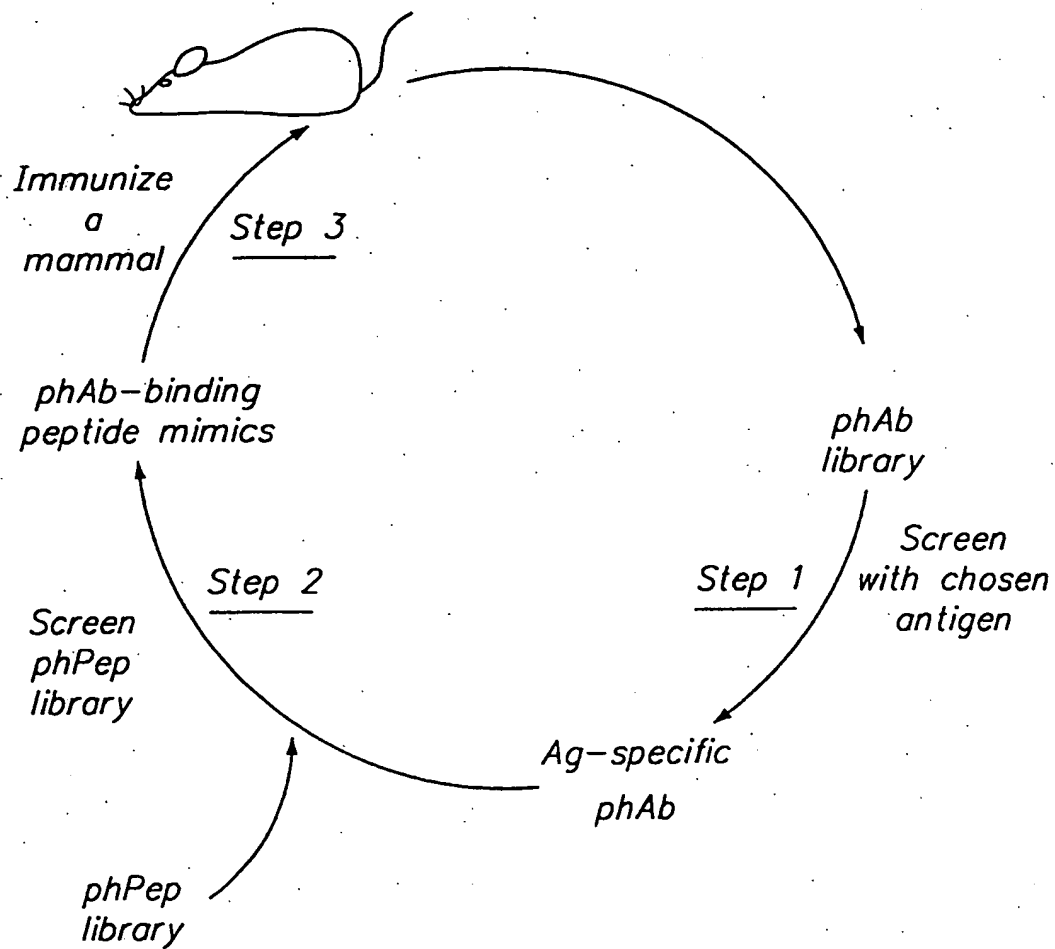 Immunize
a
mammal
Step 3
phAb-binding
peptide mimics
phAb
library
Screen
with chosen
antigen
Step 1
Step 2
Screen
phPep
library
Ag-specific
phAb
phPep
library